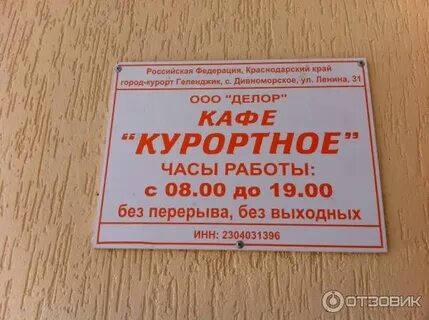 Российская Федерация, Краснодарский край
город-курорт Геленджик, с. Дивноморское, ул. Ленина, 31
ООО "ДЕЛОР"
КАФЕ
"КУРОРТНОЕ"
ЧАСЫ РАБОТЫ:
с 08.00 до 19.00
без перерыва, без выходных
ИНН: 2304031396
ОТЗОВИК